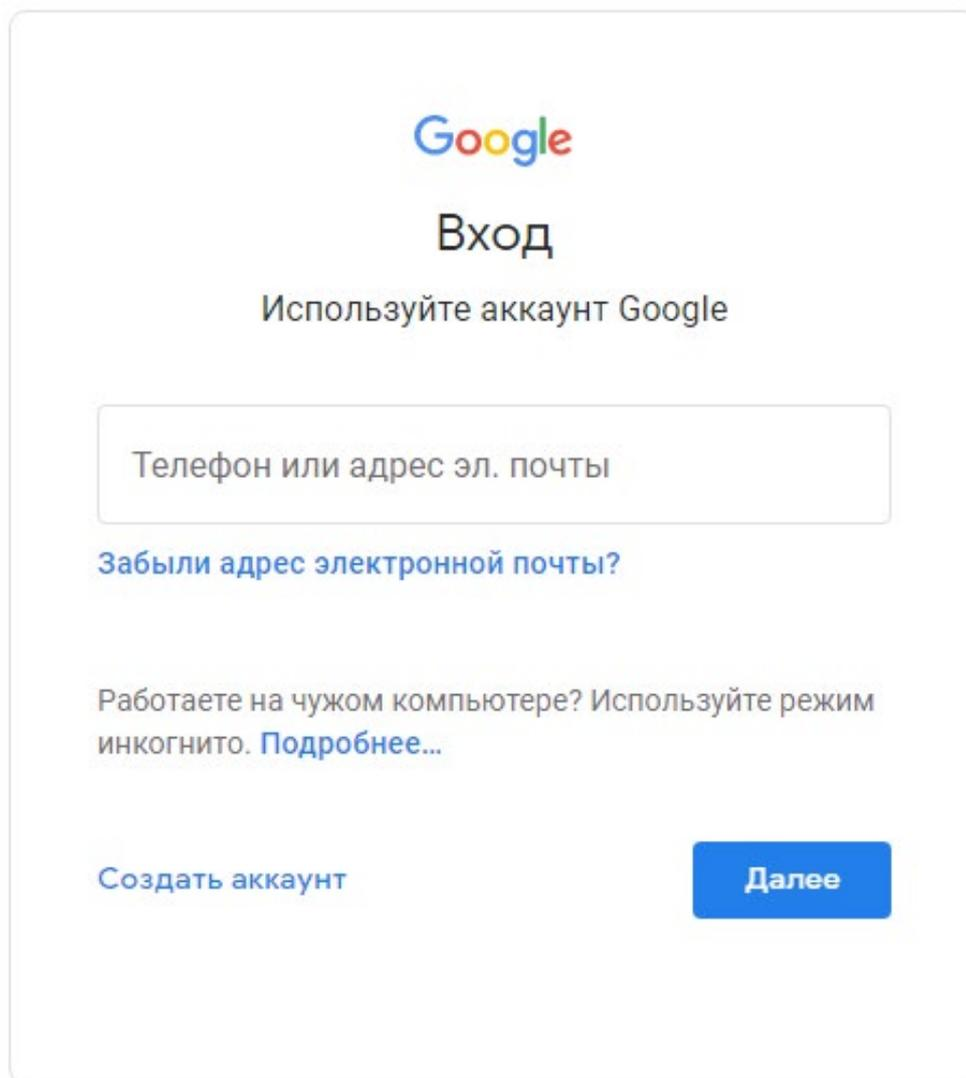 Google
Вход
Используйте аккаунт Google
Телефон или адрес эл. почты
Забыли адрес электронной почты?
Работаете на чужом компьютере? Используйте режим
инкогнито. Подробнее...
Создать аккаунт
Далее